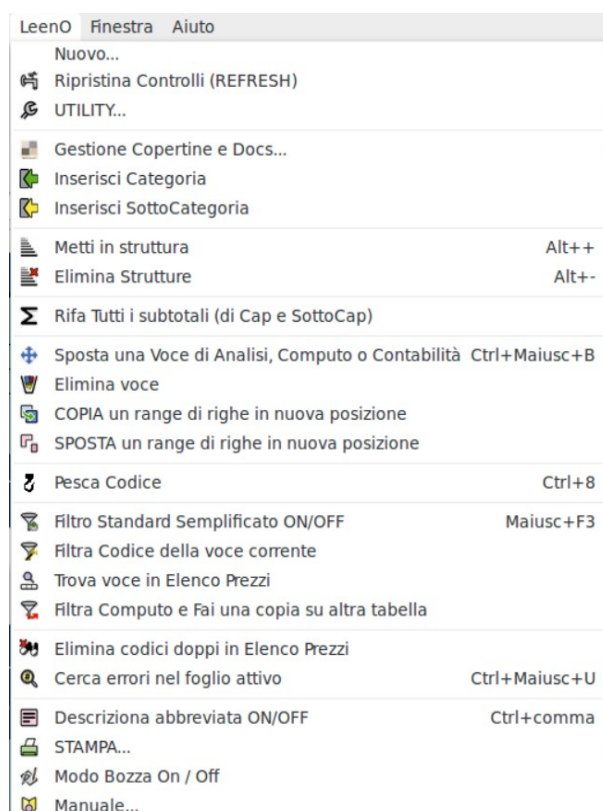 LeenO Finestra Aiuto
Nuovo...
Ripristina Controlli (REFRESH)
UTILITY...
Gestione Copertine e Docs...
Inserisci Categoria
Inserisci SottoCategoria
Metti in struttura Alt++
Elimina Strutture Alt+-
Rifa Tutti i subtotali (di Cap e SottoCap)
Sposta una Voce di Analisi, Computo o Contabilità Ctrl+Maiusc+B
Elimina voce
COPIA un range di righe in nuova posizione
SPOSTA un range di righe in nuova posizione
Pesca Codice Ctrl+8
Filtro Standard Semplificato ON/OFF Maiusc+F3
Filtra Codice della voce corrente
Trova voce in Elenco Prezzi
Filtra Computo e Fai una copia su altra tabella
Elimina codici doppi in Elenco Prezzi
Cerca errori nel foglio attivo Ctrl+Maiusc+U
Descriziona abbreviata ON/OFF Ctrl+comma
STAMPA...
Modo Bozza On / Off
Manuale...